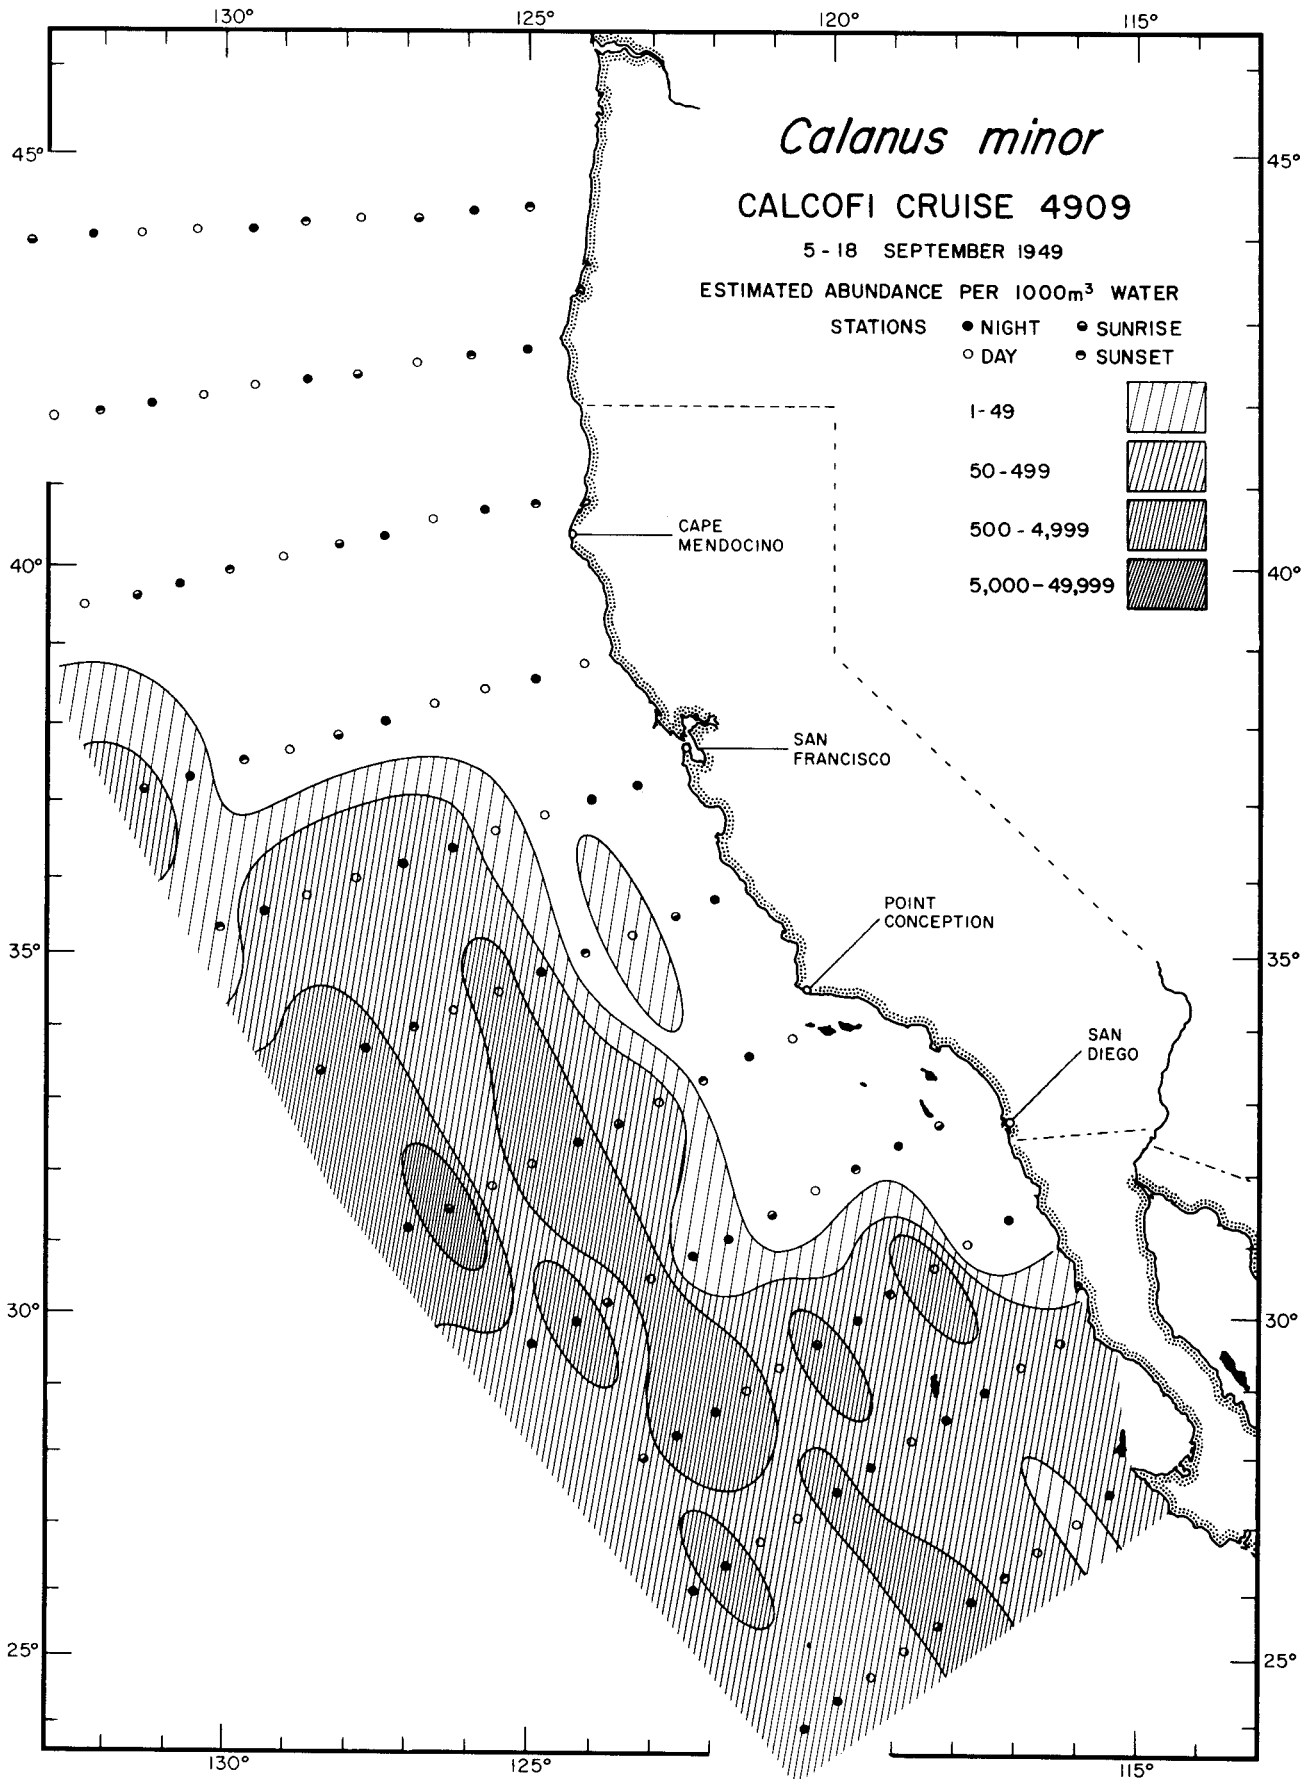 130°
125°
120°
115°
45°
45°
Calanus minor
CALCOFI CRUISE 4909
5-18 SEPTEMBER 1949
ESTIMATED ABUNDANCE PER 1000m³ WATER
STATIONS
NIGHT
SUNRISE
DAY
SUNSET
1-49
50-499
500-4,999
5,000-49,999
CAPE
MENDOCINO
40°
40°
SAN
FRANCISCO
POINT
CONCEPTION
35°
35°
SAN
DIEGO
30°
30°
25°
25°
130°
125°
115°